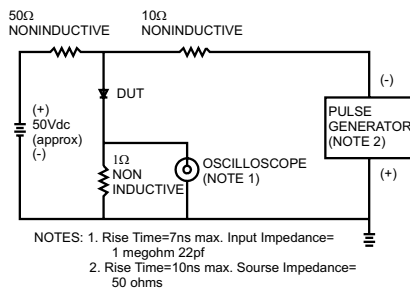 50Ω
NONINDUCTIVE
10Ω
NONINDUCTIVE
(+)
50Vdc
(approx)
(-)
DUT
1Ω
NON
INDUCTIVE
OSCILLOSCOPE
(NOTE 1)
(-)
PULSE
GENERATOR
(NOTE 2)
(+)
NOTES: 1. Rise Time=7ns max. Input Impedance=
1 megohm 22pf
2. Rise Time=10ns max. Sourse Impedance=
50 ohms